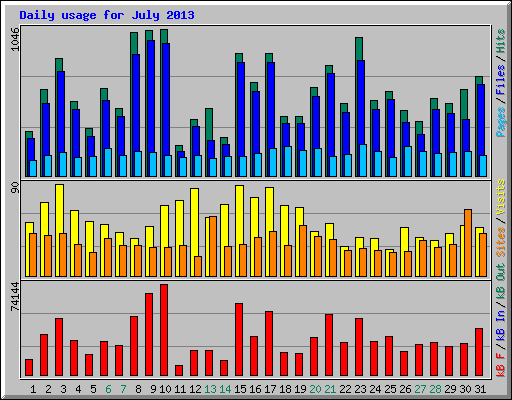 Daily usage for July 2013
1046
Pages / Files / Hits
90
Sites / Visits
74144
kB F / kB In / kB Out
1 2 3 4 5 6 7 8 9 10 11 12 13 14 15 16 17 18 19 20 21 22 23 24 25 26 27 28 29 30 31